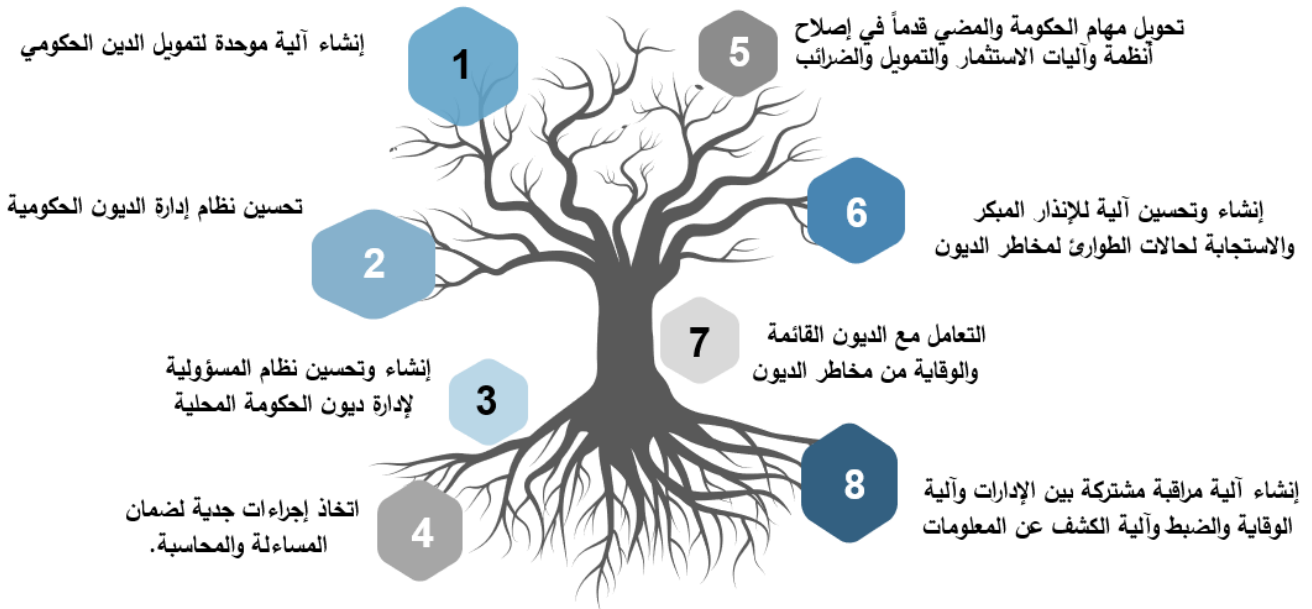 1
إنشاء آلية موحدة لتمويل الدين الحكومي
2
تحسين نظام إدارة الديون الحكومية
3
إنشاء وتحسين نظام المسؤولية
لإدارة ديون الحكومة المحلية
4
اتخاذ إجراءات جدية لضمان
المساءلة والمحاسبة.
5
تحويل مهام الحكومة والمضي قدماً في إصلاح
أنظمة وآليات الاستثمار والتمويل والضرائب
6
إنشاء وتحسين آلية للإنذار المبكر
والاستجابة لحالات الطوارئ لمخاطر الديون
7
التعامل مع الديون القائمة
والوقاية من مخاطر الديون
8
إنشاء آلية مراقبة مشتركة بين الإدارات وآلية
الوقاية والضبط وآلية الكشف عن المعلومات